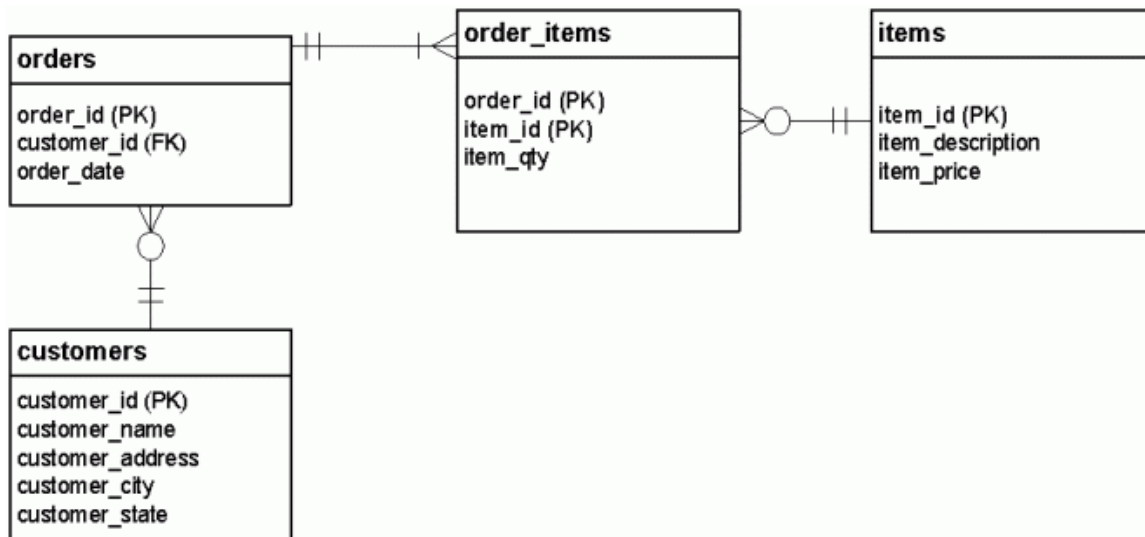 orders
order_id (PK)
customer_id (FK)
order_date
order_items
order_id (PK)
item_id (PK)
item_qty
items
item_id (PK)
item_description
item_price
customers
customer_id (PK)
customer_name
customer_address
customer_city
customer_state